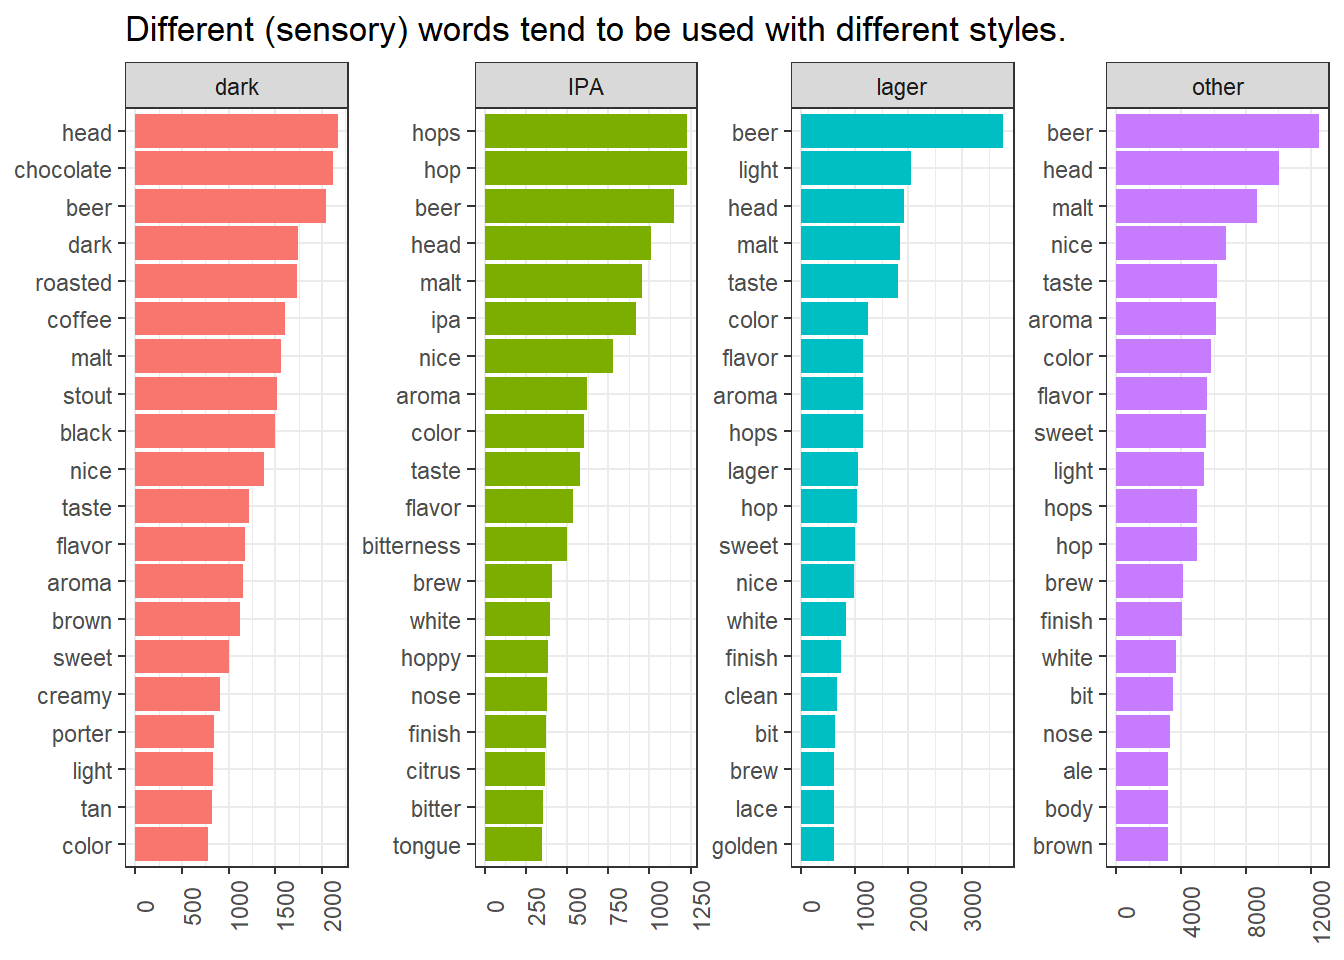 Different (sensory) words tend to be used with different styles.
dark
head
chocolate
beer
dark
roasted
coffee
malt
stout
black
nice
taste
flavor
aroma
brown
sweet
creamy
porter
light
tan
color
0
500
1000
1500
2000
IPA
hops
hop
beer
head
malt
ipa
nice
aroma
color
taste
flavor
bitterness
brew
white
hoppy
nose
finish
citrus
bitter
tongue
0
250
500
750
1000
1250
lager
beer
light
head
malt
taste
color
flavor
aroma
hops
lager
hop
sweet
nice
white
finish
clean
bit
brew
lace
golden
0
1000
2000
3000
other
beer
head
malt
nice
taste
aroma
color
flavor
sweet
light
hops
hop
brew
finish
white
bit
nose
ale
body
brown
0
4000
8000
12000